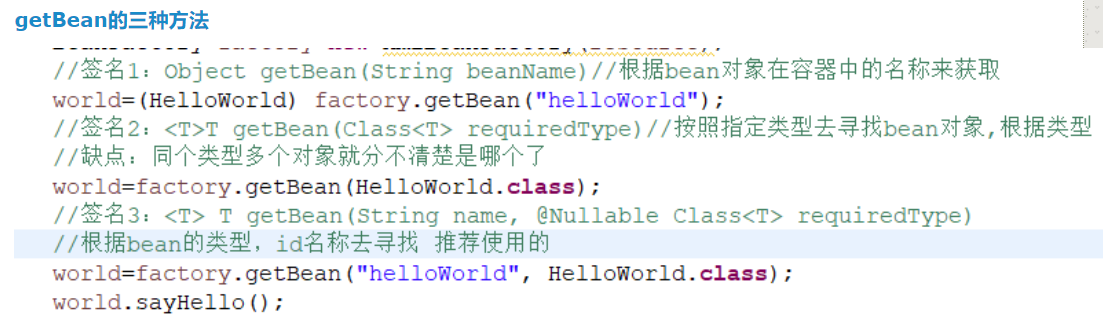 getBean的三种方法
//签名1：Object getBean(String beanName)//根据bean对象在容器中的名称来获取
world=(HelloWorld) factory.getBean("helloWorld");
//签名2：<T>T getBean(Class<T> requiredType)//按照指定类型去寻找bean对象,根据类型
//缺点：同个类型多个对象就分不清楚是哪个了
world=factory.getBean(HelloWorld.class);
//签名3：<T> T getBean(String name, @Nullable Class<T> requiredType)
//根据bean的类型，id名称去寻找 推荐使用的
world=factory.getBean("helloWorld", HelloWorld.class);
world.sayHello();